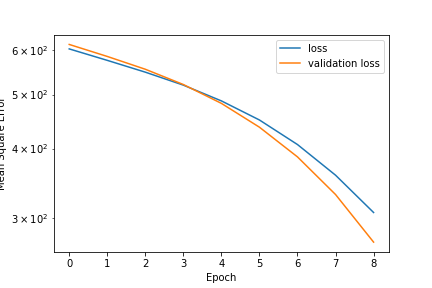 6 × 10²
5 × 10²
4 × 10²
3 × 10²
Mean Square Error
loss
validation loss
0 1 2 3 4 5 6 7 8
Epoch